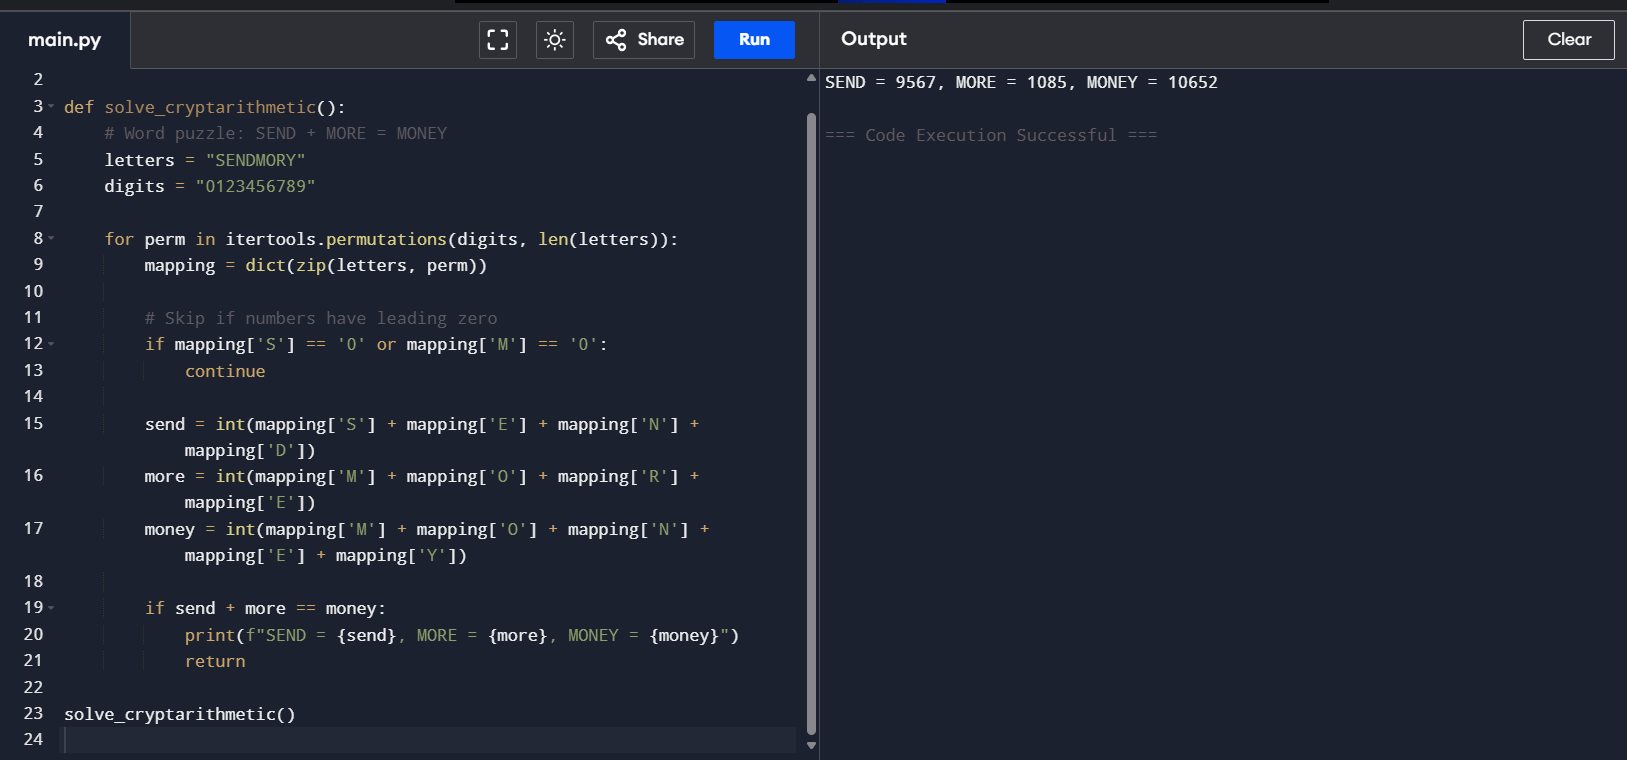 main.py
Share
Run
Output
Clear
2
3 def solve_cryptarithmetic():
4 # Word puzzle: SEND + MORE = MONEY
5 letters = "SENDMORY"
6 digits = "0123456789"
7
8 for perm in itertools.permutations(digits, len(letters)):
9 mapping = dict(zip(letters, perm))
10
11 # Skip if numbers have leading zero
12 if mapping['S'] == '0' or mapping['M'] == '0':
13 continue
14
15 send = int(mapping['S'] + mapping['E'] + mapping['N'] +
mapping['D'])
16 more = int(mapping['M'] + mapping['O'] + mapping['R'] +
mapping['E'])
17 money = int(mapping['M'] + mapping['O'] + mapping['N'] +
mapping['E'] + mapping['Y'])
18
19 if send + more == money:
20 print(f"SEND = {send}, MORE = {more}, MONEY = {money}")
21 return
22
23 solve_cryptarithmetic()
24
SEND = 9567, MORE = 1085, MONEY = 10652
=== Code Execution Successful ===